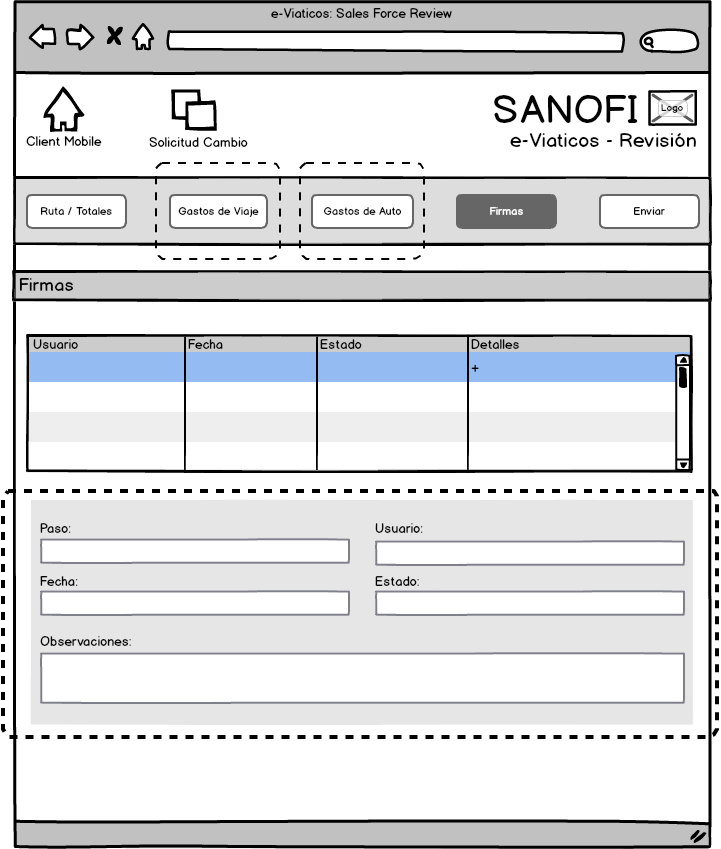 e-Viaticos: Sales Force Review
Client Mobile
Solicitud Cambio
SANOFI
Logo
e-Viaticos - Revisión
Ruta / Totales
Gastos de Viaje
Gastos de Auto
Firmas
Enviar
Firmas
Usuario Fecha Estado Detalles
+
Paso:
Usuario:
Fecha:
Estado:
Observaciones: